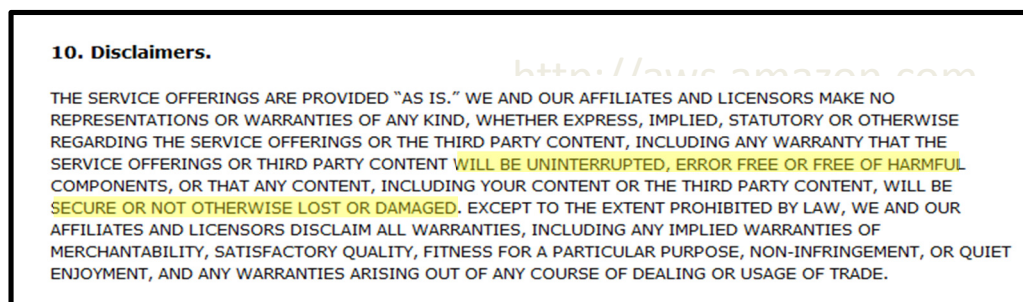 10. Disclaimers.
http://aws.amazon.com
THE SERVICE OFFERINGS ARE PROVIDED “AS IS.” WE AND OUR AFFILIATES AND LICENSORS MAKE NO
REPRESENTATIONS OR WARRANTIES OF ANY KIND, WHETHER EXPRESS, IMPLIED, STATUTORY OR OTHERWISE
REGARDING THE SERVICE OFFERINGS OR THE THIRD PARTY CONTENT, INCLUDING ANY WARRANTY THAT THE
SERVICE OFFERINGS OR THIRD PARTY CONTENT WILL BE UNINTERRUPTED, ERROR FREE OR FREE OF HARMFUL
COMPONENTS, OR THAT ANY CONTENT, INCLUDING YOUR CONTENT OR THE THIRD PARTY CONTENT, WILL BE
SECURE OR NOT OTHERWISE LOST OR DAMAGED. EXCEPT TO THE EXTENT PROHIBITED BY LAW, WE AND OUR
AFFILIATES AND LICENSORS DISCLAIM ALL WARRANTIES, INCLUDING ANY IMPLIED WARRANTIES OF
MERCHANTABILITY, SATISFACTORY QUALITY, FITNESS FOR A PARTICULAR PURPOSE, NON-INFRINGEMENT, OR QUIET
ENJOYMENT, AND ANY WARRANTIES ARISING OUT OF ANY COURSE OF DEALING OR USAGE OF TRADE.